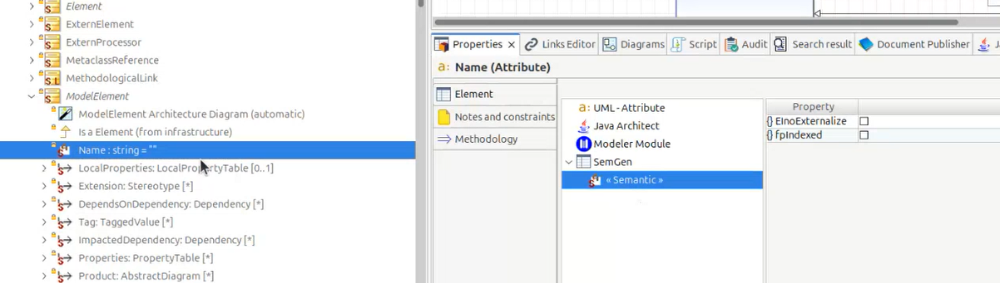 Element
ExternElement
ExternProcessor
MetaclassReference
MethodologicalLink
ModelElement
ModelElement Architecture Diagram (automatic)
Is a Element (from infrastructure)
Name : string = ""
LocalProperties: LocalPropertyTable [0..1]
Extension: Stereotype [*]
DependsOnDependency: Dependency [*]
Tag: TaggedValue [*]
ImpactedDependency: Dependency [*]
Properties: PropertyTable [*]
Product: AbstractDiagram [*]
Properties Links Editor Diagrams Script Audit Search result Document Publisher
a: Name (Attribute)
Element
Notes and constraints
Methodology
a: UML - Attribute
Java Architect
Modeler Module
SemGen
« Semantic »
Property
{} EInoExternalize
{} fpIndexed